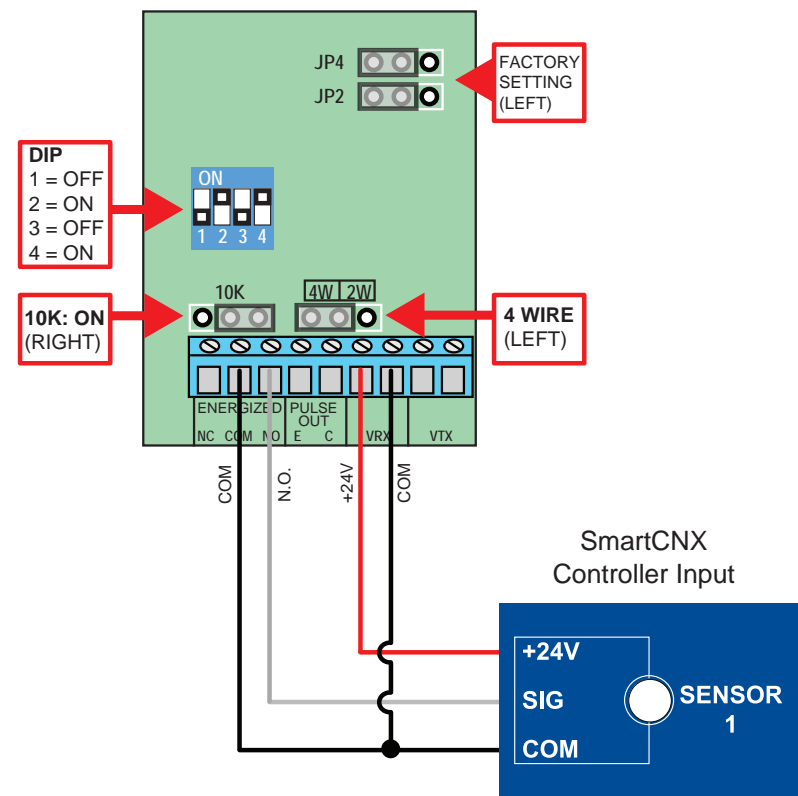 JP4
JP2
FACTORY
SETTING
(LEFT)
DIP
1 = OFF
2 = ON
3 = OFF
4 = ON
ON
1 2 3 4
10K
4W 2W
10K: ON
(RIGHT)
4 WIRE
(LEFT)
ENERGIZED PULSE
OUT
NC COM NO E C VRX VTX
COM
N.O.
+24V
COM
SmartCNX
Controller Input
+24V
SIG
COM
SENSOR
1